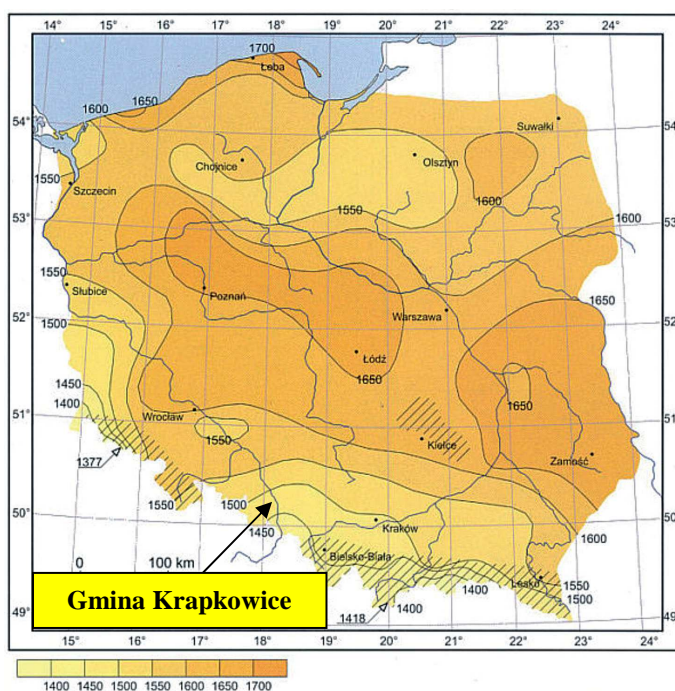 14° 15° 16° 17° 18° 19° 20° 21° 22° 23° 24°
1700
Łeba
1600 1650
54° 54°
Suwałki
Chojnice Olsztyn
1550 Szczecin
1600
53° 1550 1600 53°
1550
Słubice
Poznań
1650
Warszawa
1500
52° 52°
Łódź
1650
1450
1400
1650
51° Wrocław 51°
1550
Kielce
1377
Zamość
1550 1500
50° 1450 Kraków 50°
1600
Bielsko-Biała
0 100 km
Lesko 1550
1400 1500
Gmina Krapkowice
1418 1400
49° 49°
15° 16° 17° 18° 19° 20° 21° 22° 23° 24°
14°
1400 1450 1500 1550 1600 1650 1700